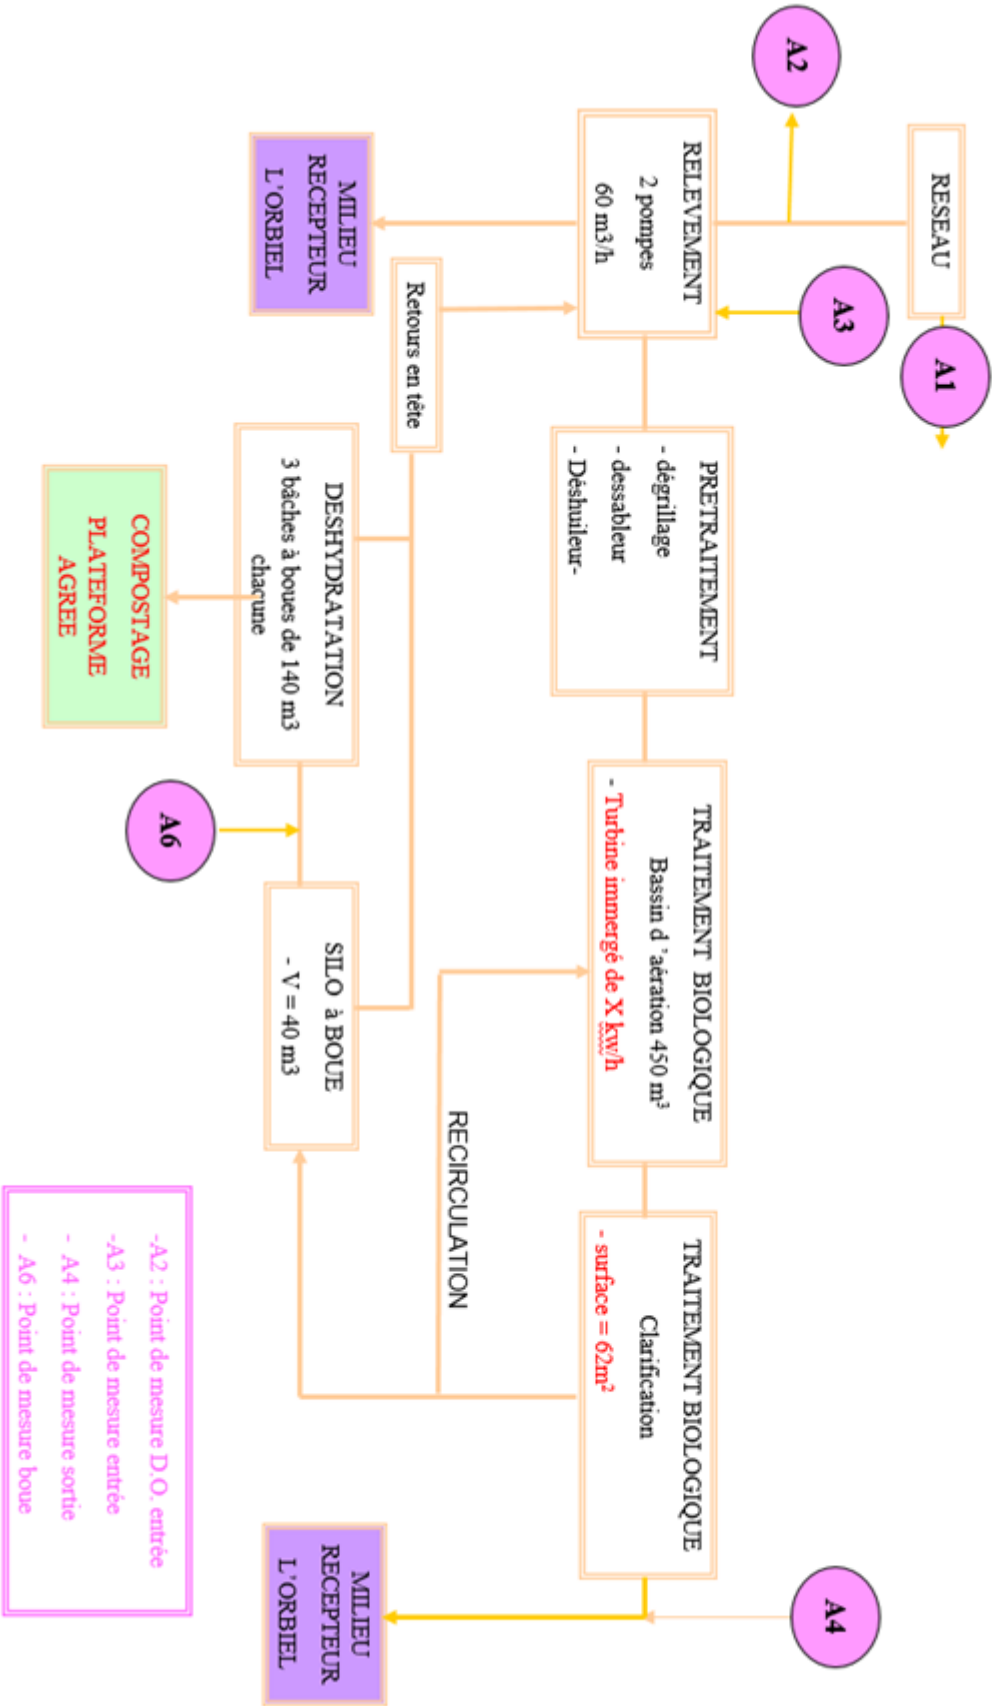 RESEAU
A1
A2
A3
A4
RELEVEMENT
2 pompes
60 m3/h
PRETRAITEMENT
- dégrillage
- dessableur
- Déshuileur-
TRAITEMENT BIOLOGIQUE
Bassin d ’aération 450 m³
- Turbine immergé de X kw/h
TRAITEMENT BIOLOGIQUE
Clarification
- surface = 62m²
MILIEU
RECEPTEUR
L’ORBIEL
Retours en tête
RECIRCULATION
DESHYDRATATION
3 bâches à boues de 140 m3
chacune
SILO à BOUE
- V = 40 m3
MILIEU
RECEPTEUR
L’ORBIEL
COMPOSTAGE
PLATEFORME
AGREE
A6
-A2 : Point de mesure D.O. entrée
-A3 : Point de mesure entrée
- A4 : Point de mesure sortie
- A6 : Point de mesure boue